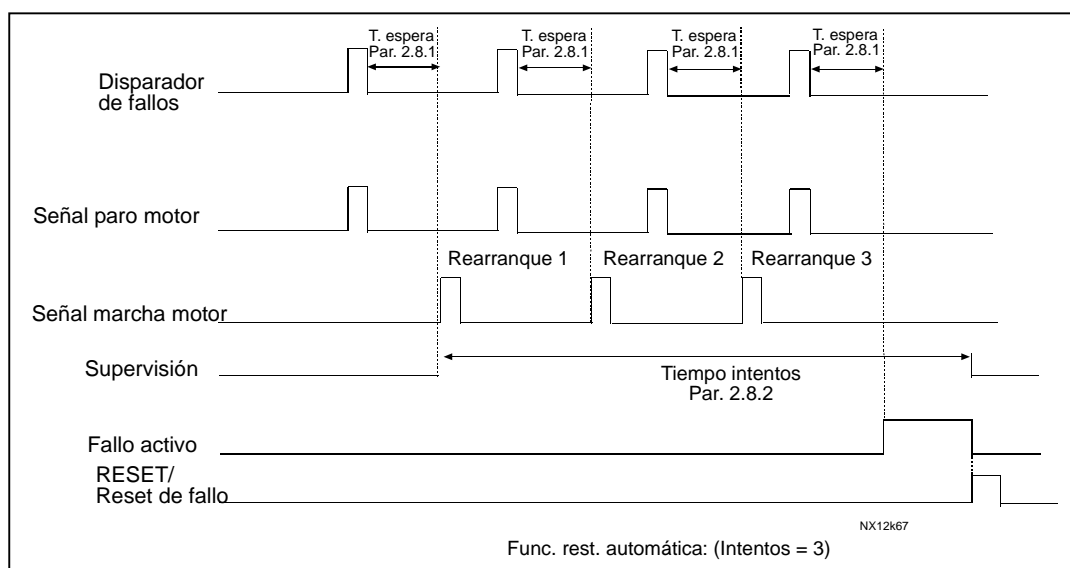 T. espera
Par. 2.8.1
T. espera
Par. 2.8.1
T. espera
Par. 2.8.1
T. espera
Par. 2.8.1
Disparador
de fallos
Señal paro motor
Rearranque 1
Rearranque 2
Rearranque 3
Señal marcha motor
Supervisión
Tiempo intentos
Par. 2.8.2
Fallo activo
RESET/
Reset de fallo
NX12k67
Func. rest. automática: (Intentos = 3)